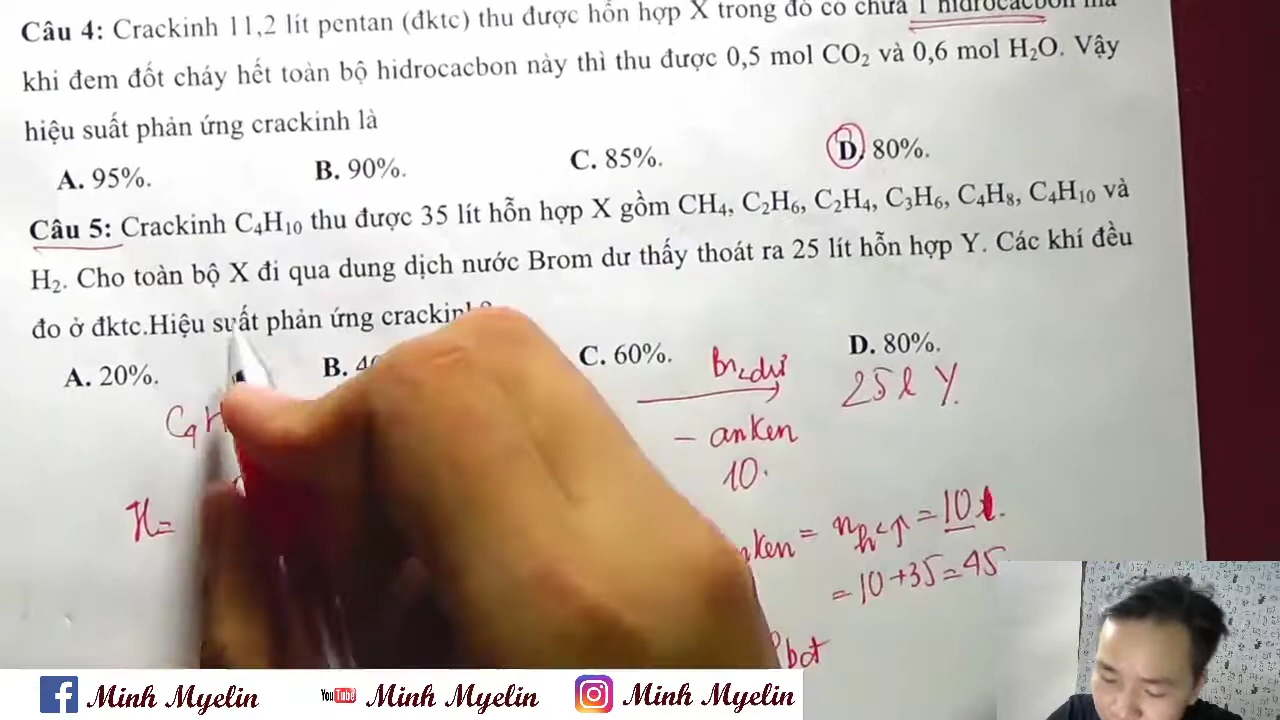 Câu 4: Crackinh 11,2 lít pentan (đktc) thu được hỗn hợp X trong đó có chứa 1 hidrocacbon mà
khi đem đốt cháy hết toàn bộ hidrocacbon này thì thu được 0,5 mol CO₂ và 0,6 mol H₂O. Vậy
hiệu suất phản ứng crackinh là
A. 95%. B. 90%. C. 85%. D. 80%.
Câu 5: Crackinh C₄H₁₀ thu được 35 lít hỗn hợp X gồm CH₄, C₂H₆, C₂H₄, C₃H₆, C₄H₈, C₄H₁₀ và
H₂. Cho toàn bộ X đi qua dung dịch nước Brom dư thấy thoát ra 25 lít hỗn hợp Y. Các khí đều
đo ở đktc.Hiệu suất phản ứng
A. 20%. B. C. 60%. D. 80%.
Br₂ dư 25 l Y.
C₄H
- anken
10.
H=
= 10 l.
= 10 + 35 = 45
Minh Myelin YouTube Minh Myelin Minh Myelin